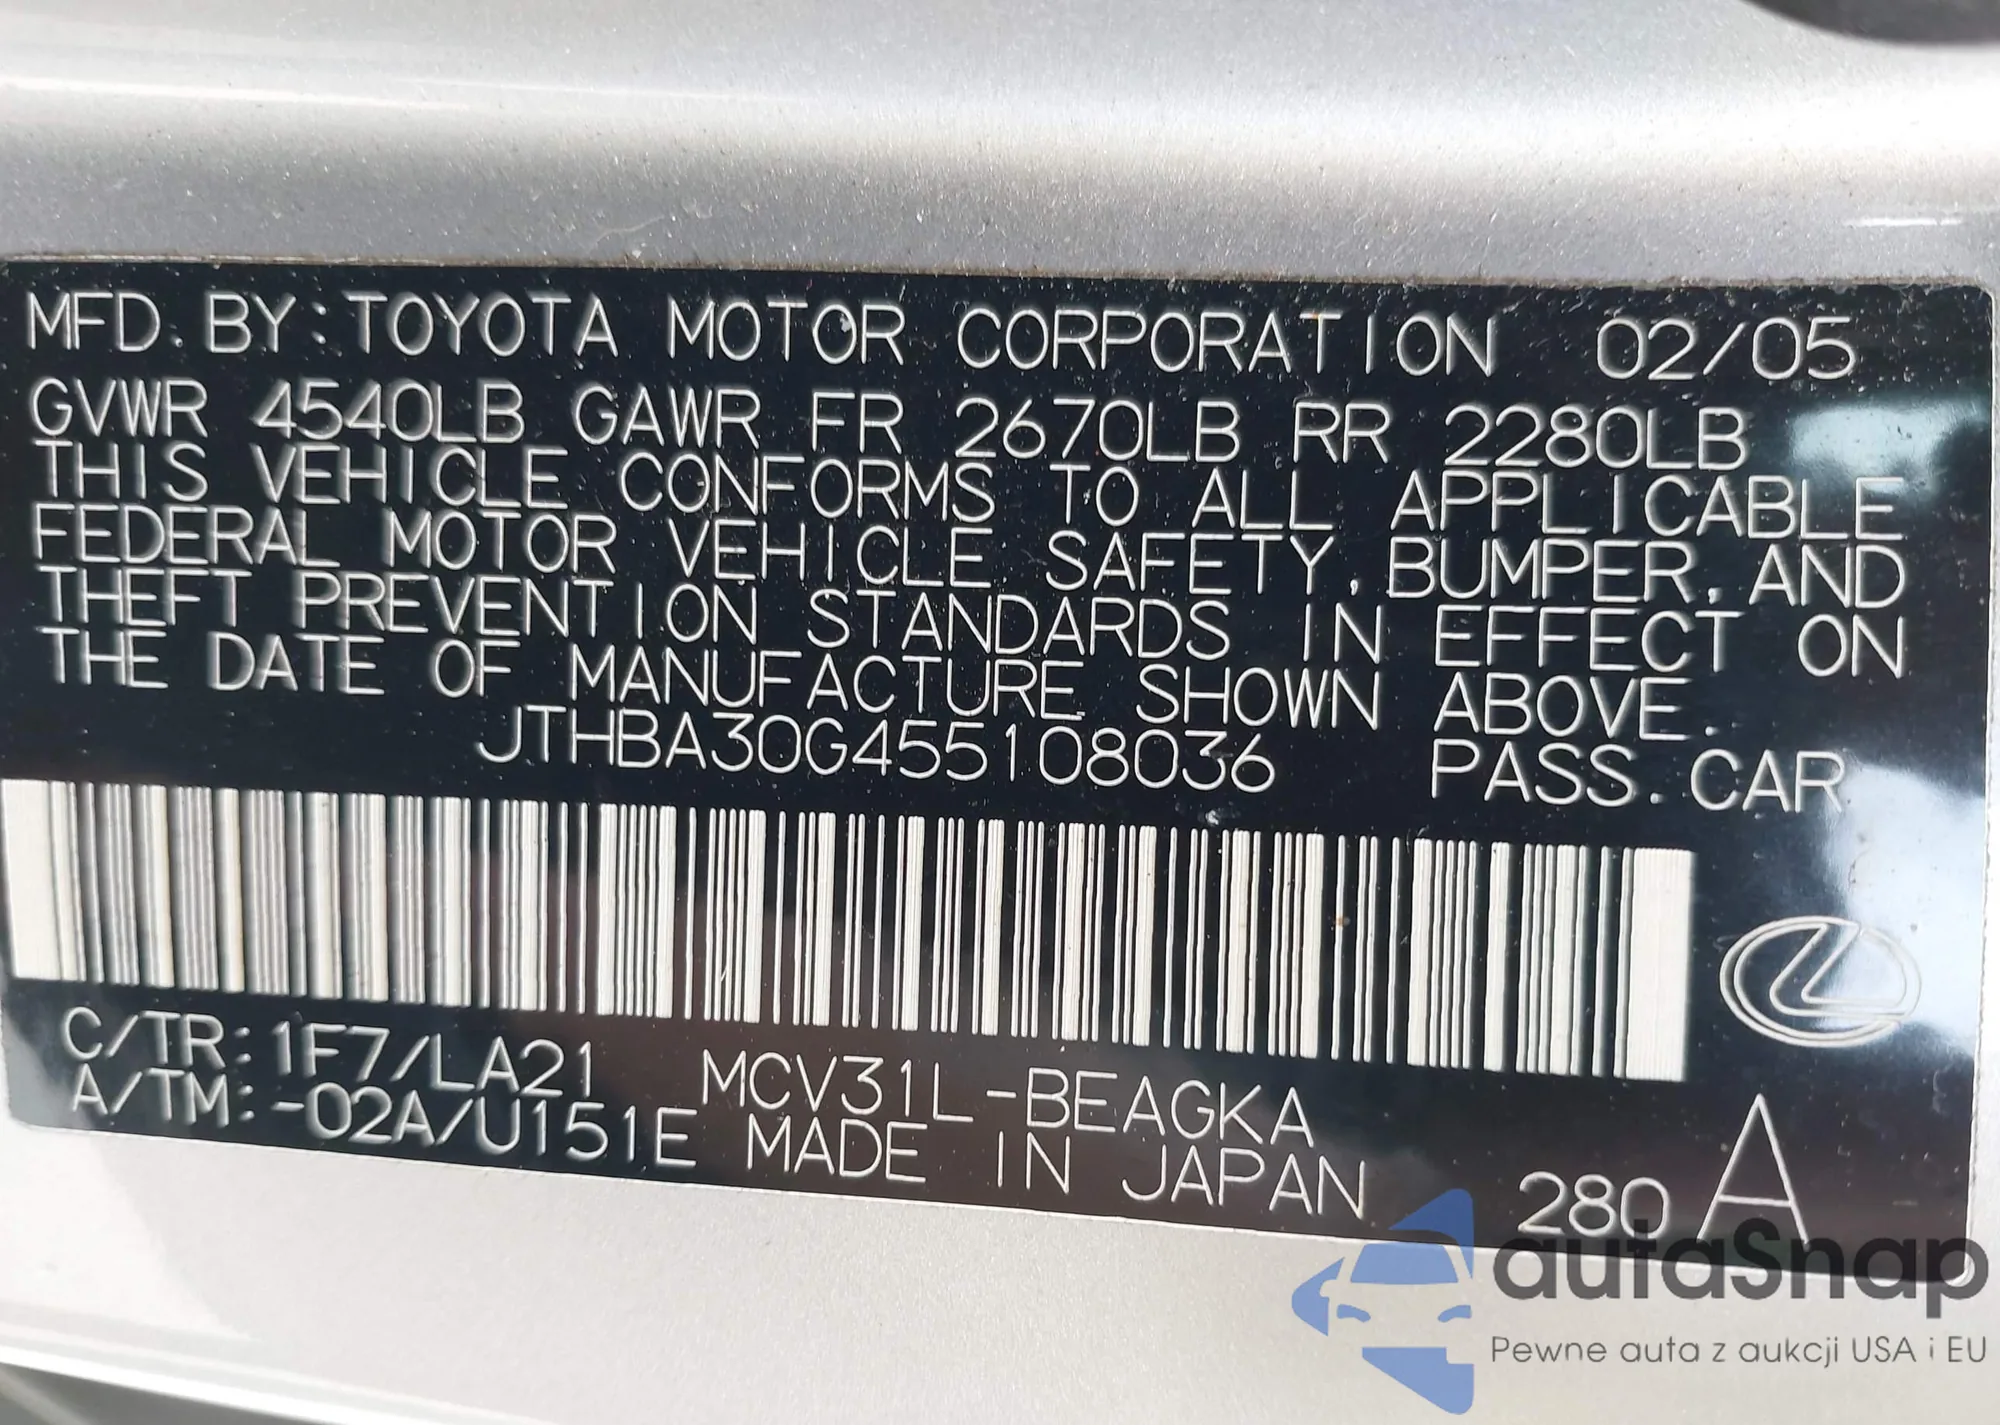 MFD. BY: TOYOTA MOTOR CORPORATION 02/05
GVWR 4540LB GAWR FR 2670LB RR 2280LB
THIS VEHICLE CONFORMS TO ALL APPLICABLE
FEDERAL MOTOR VEHICLE SAFETY, BUMPER, AND
THEFT PREVENTION STANDARDS IN EFFECT ON
THE DATE OF MANUFACTURE SHOWN ABOVE.
JTHBA30G455108036 PASS. CAR
C/TR: 1F7/LA21 MCV31L-BEAGKA
A/TM: -02A/U151E MADE IN JAPAN 280 A
autaSnap
Pewne auta z aukcji USA i EU